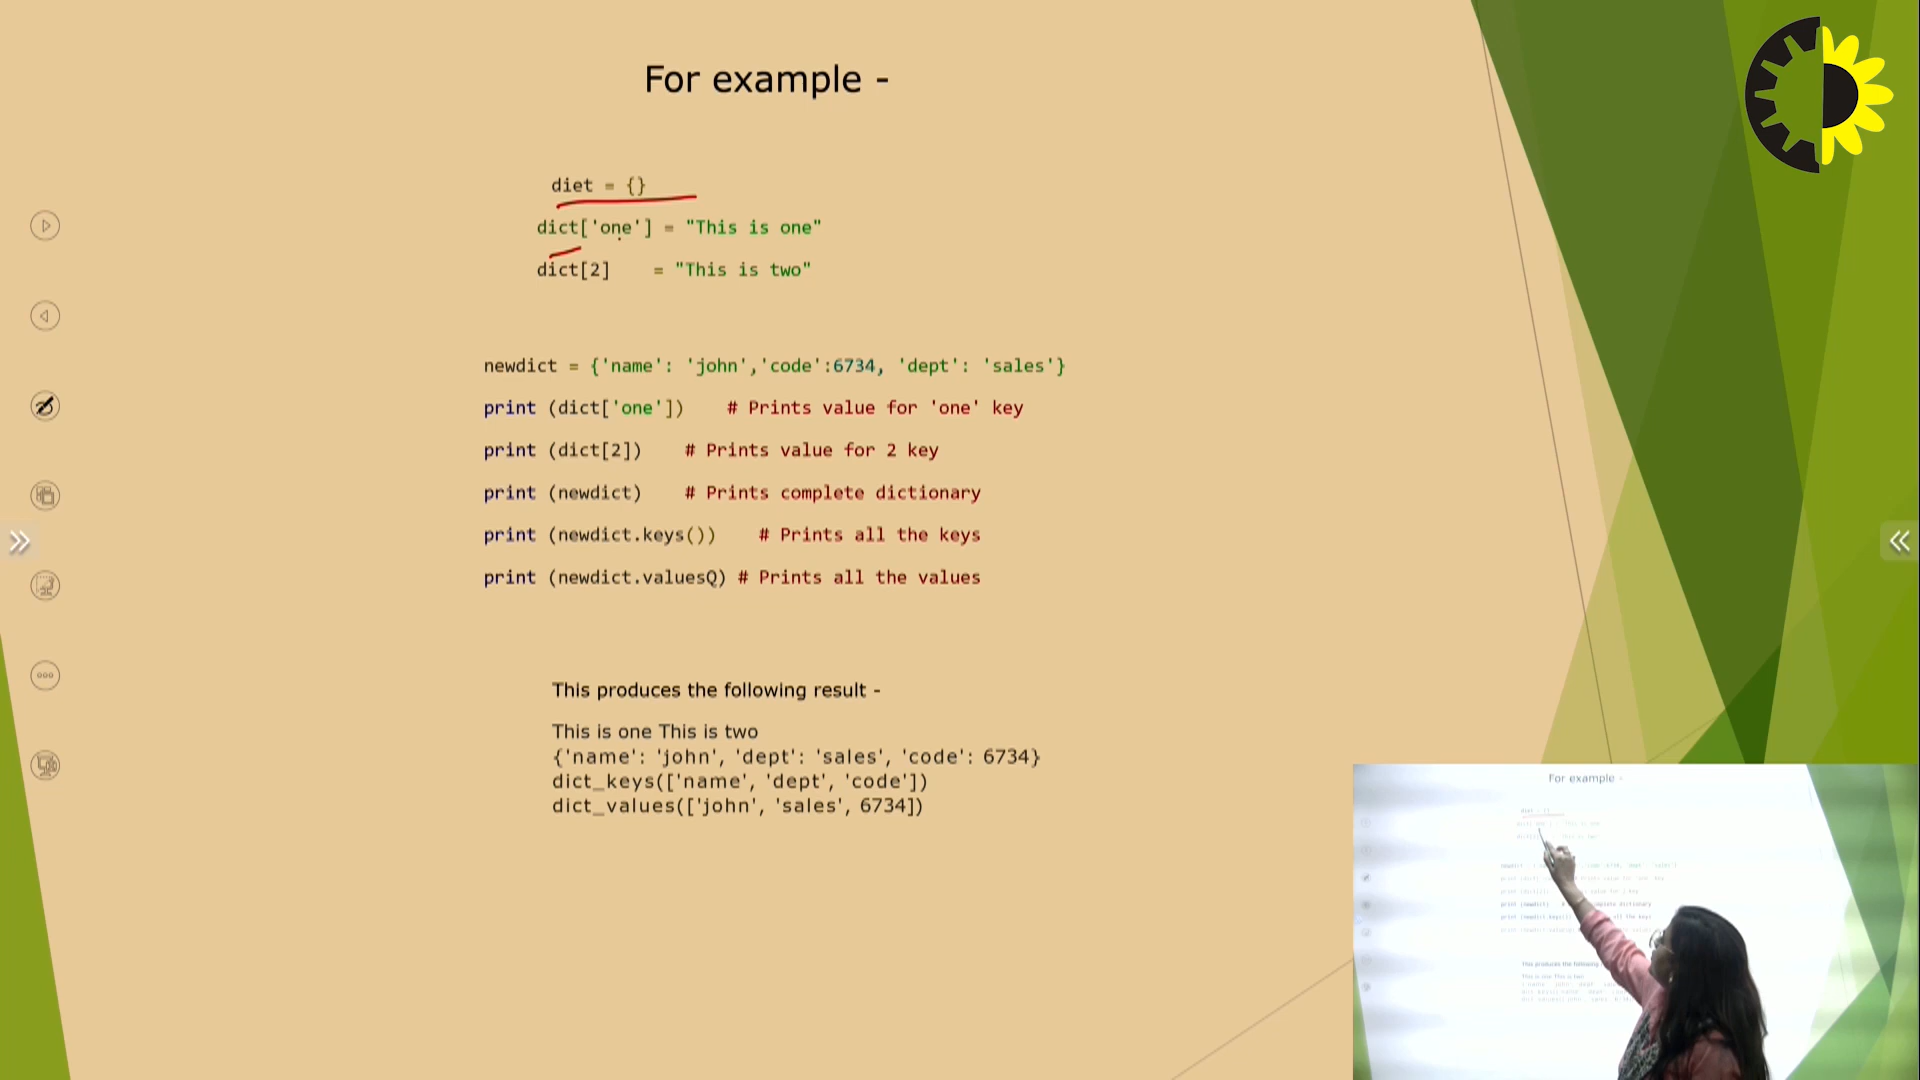 For example -
diet = {}
dict['one'] = "This is one"
dict[2] = "This is two"
newdict = {'name': 'john','code':6734, 'dept': 'sales'}
print (dict['one']) # Prints value for 'one' key
print (dict[2]) # Prints value for 2 key
print (newdict) # Prints complete dictionary
print (newdict.keys()) # Prints all the keys
print (newdict.valuesQ) # Prints all the values
This produces the following result -
This is one This is two
{'name': 'john', 'dept': 'sales', 'code': 6734}
dict_keys(['name', 'dept', 'code'])
dict_values(['john', 'sales', 6734])
For example -